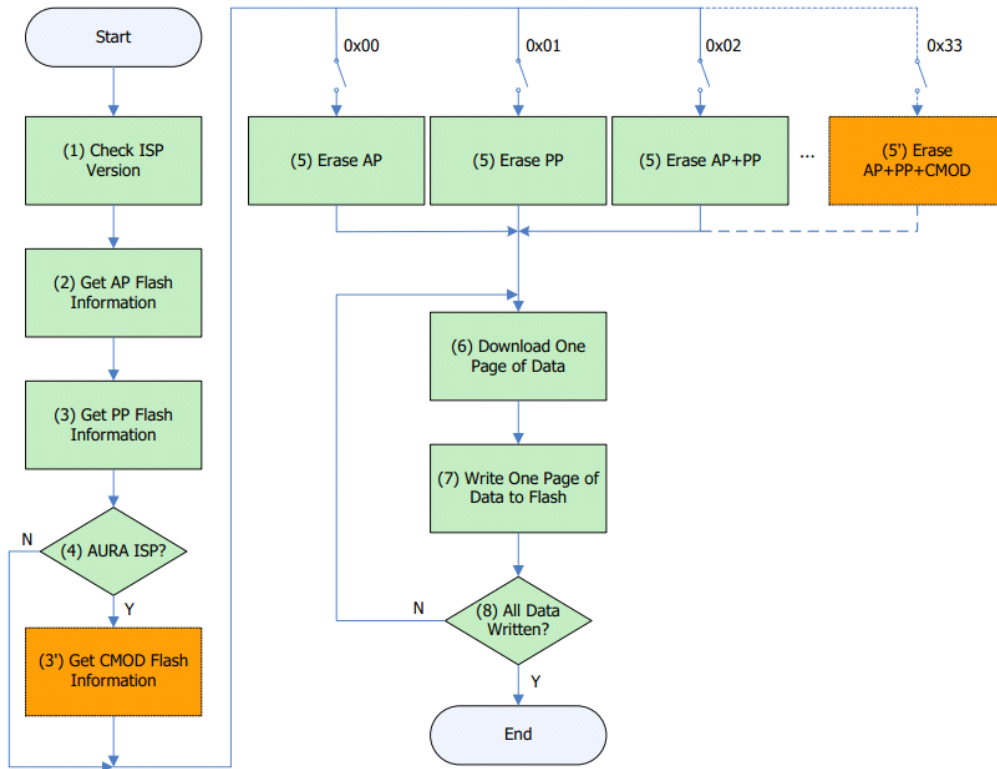 Start
(1) Check ISP
Version
(2) Get AP Flash
Information
(3) Get PP Flash
Information
(4) AURA ISP?
N
Y
(3') Get CMOD Flash
Information
0x00
0x01
0x02
0x33
(5) Erase AP
(5) Erase PP
(5) Erase AP+PP
...
(5') Erase
AP+PP+CMOD
(6) Download One
Page of Data
(7) Write One Page of
Data to Flash
(8) All Data
Written?
N
Y
End